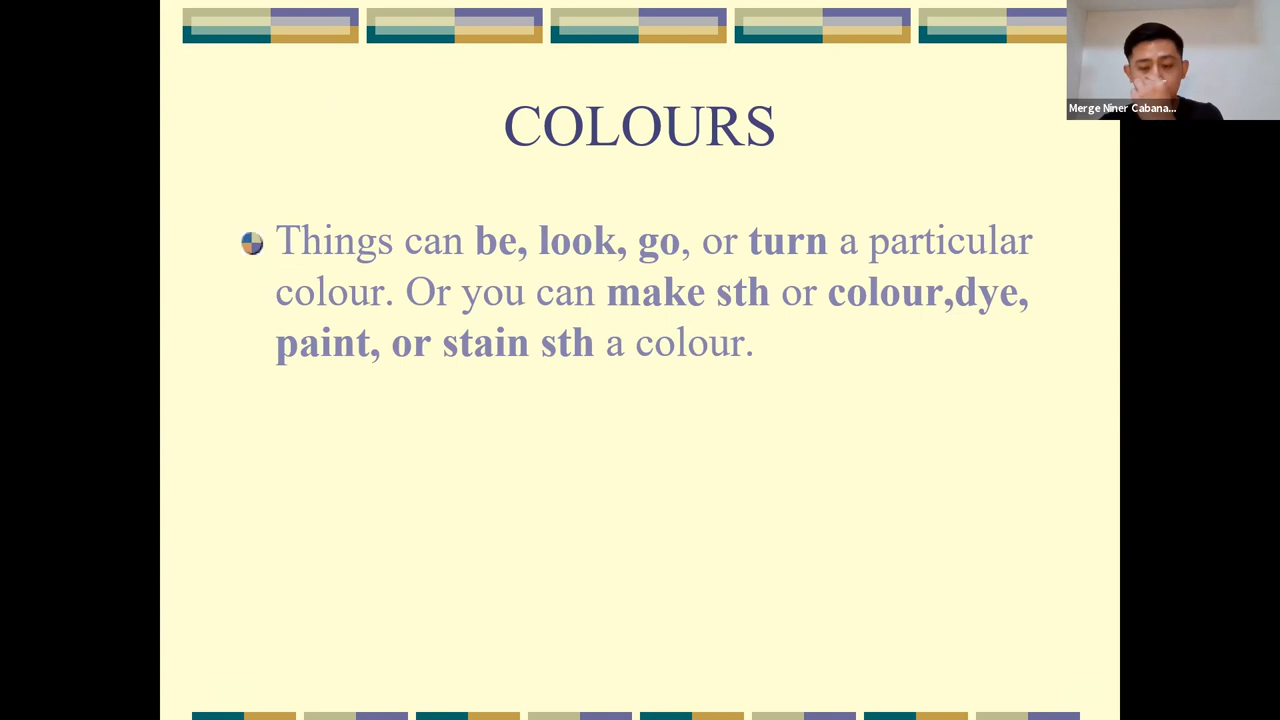 COLOURS
Things can be, look, go, or turn a particular
colour. Or you can make sth or colour,dye,
paint, or stain sth a colour.
Merge Niner Cabana...